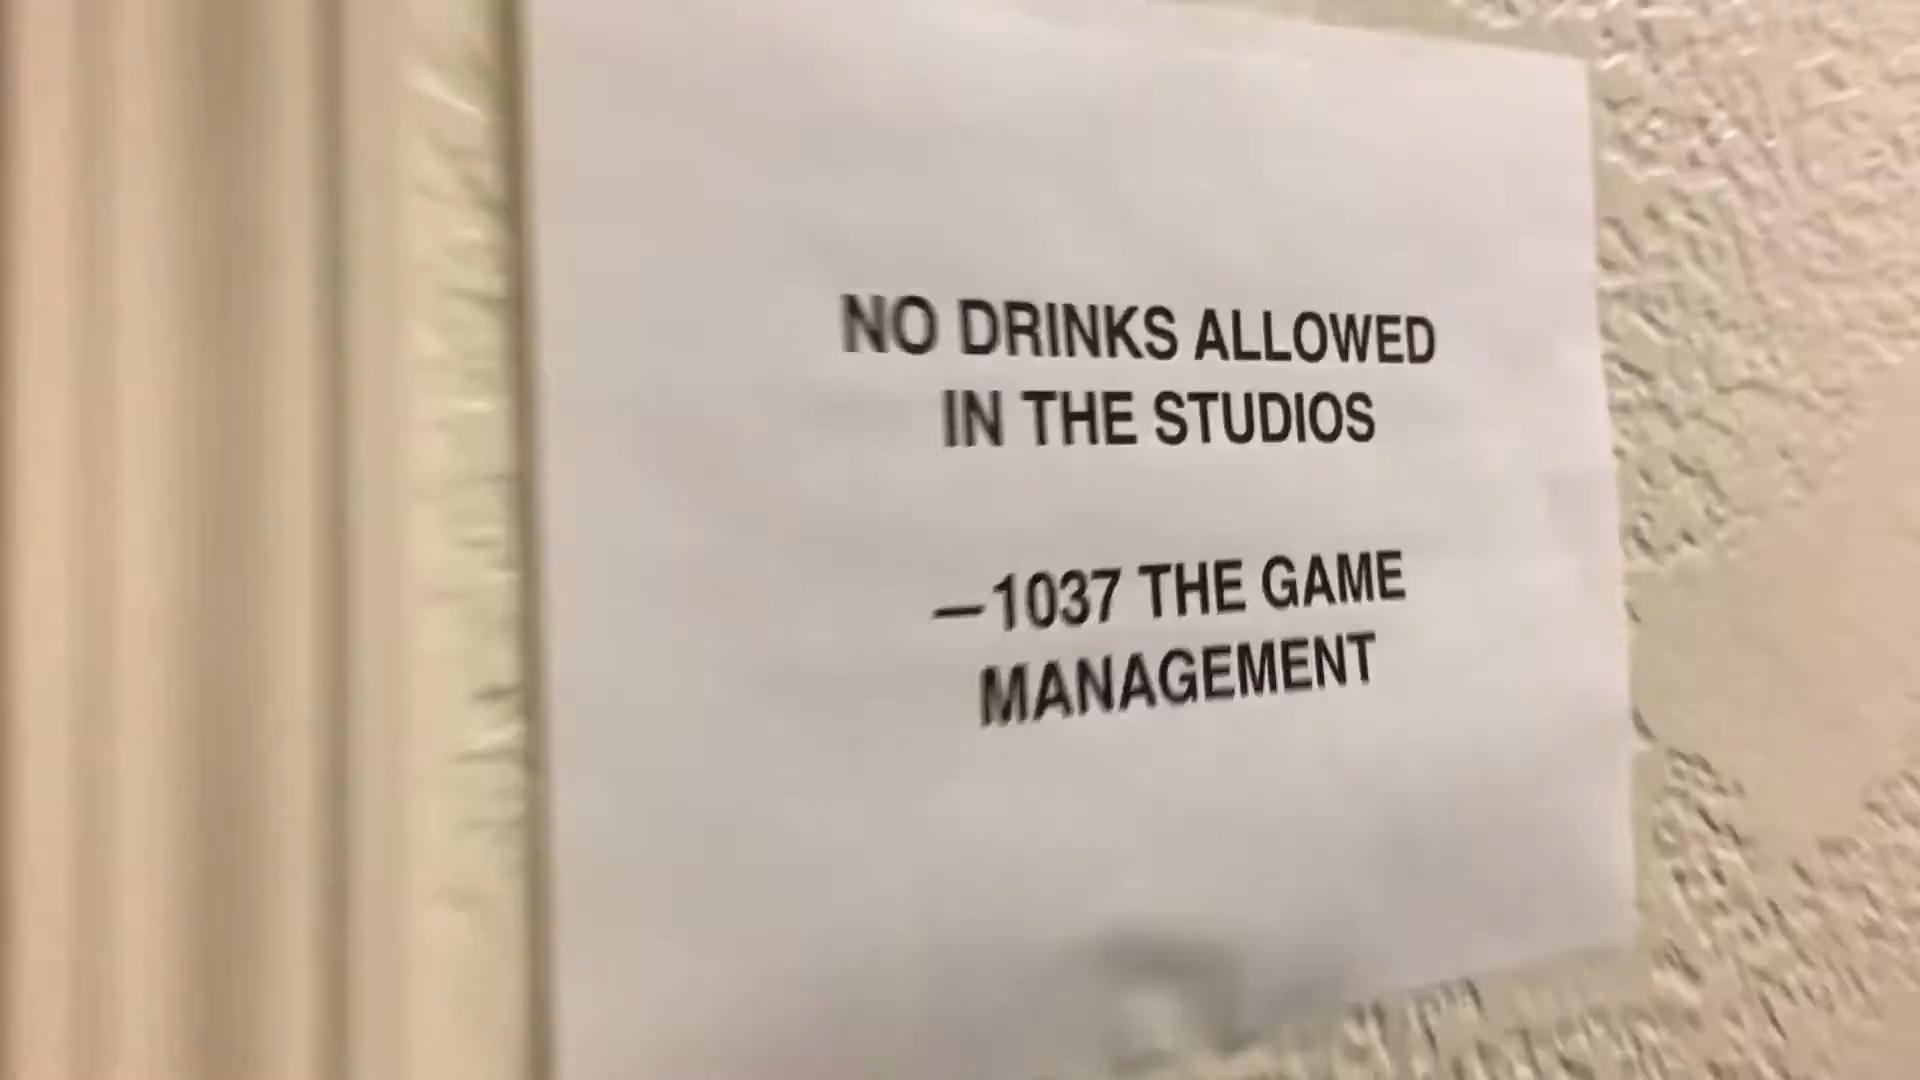 NO DRINKS ALLOWED
IN THE STUDIOS
—1037 THE GAME
MANAGEMENT